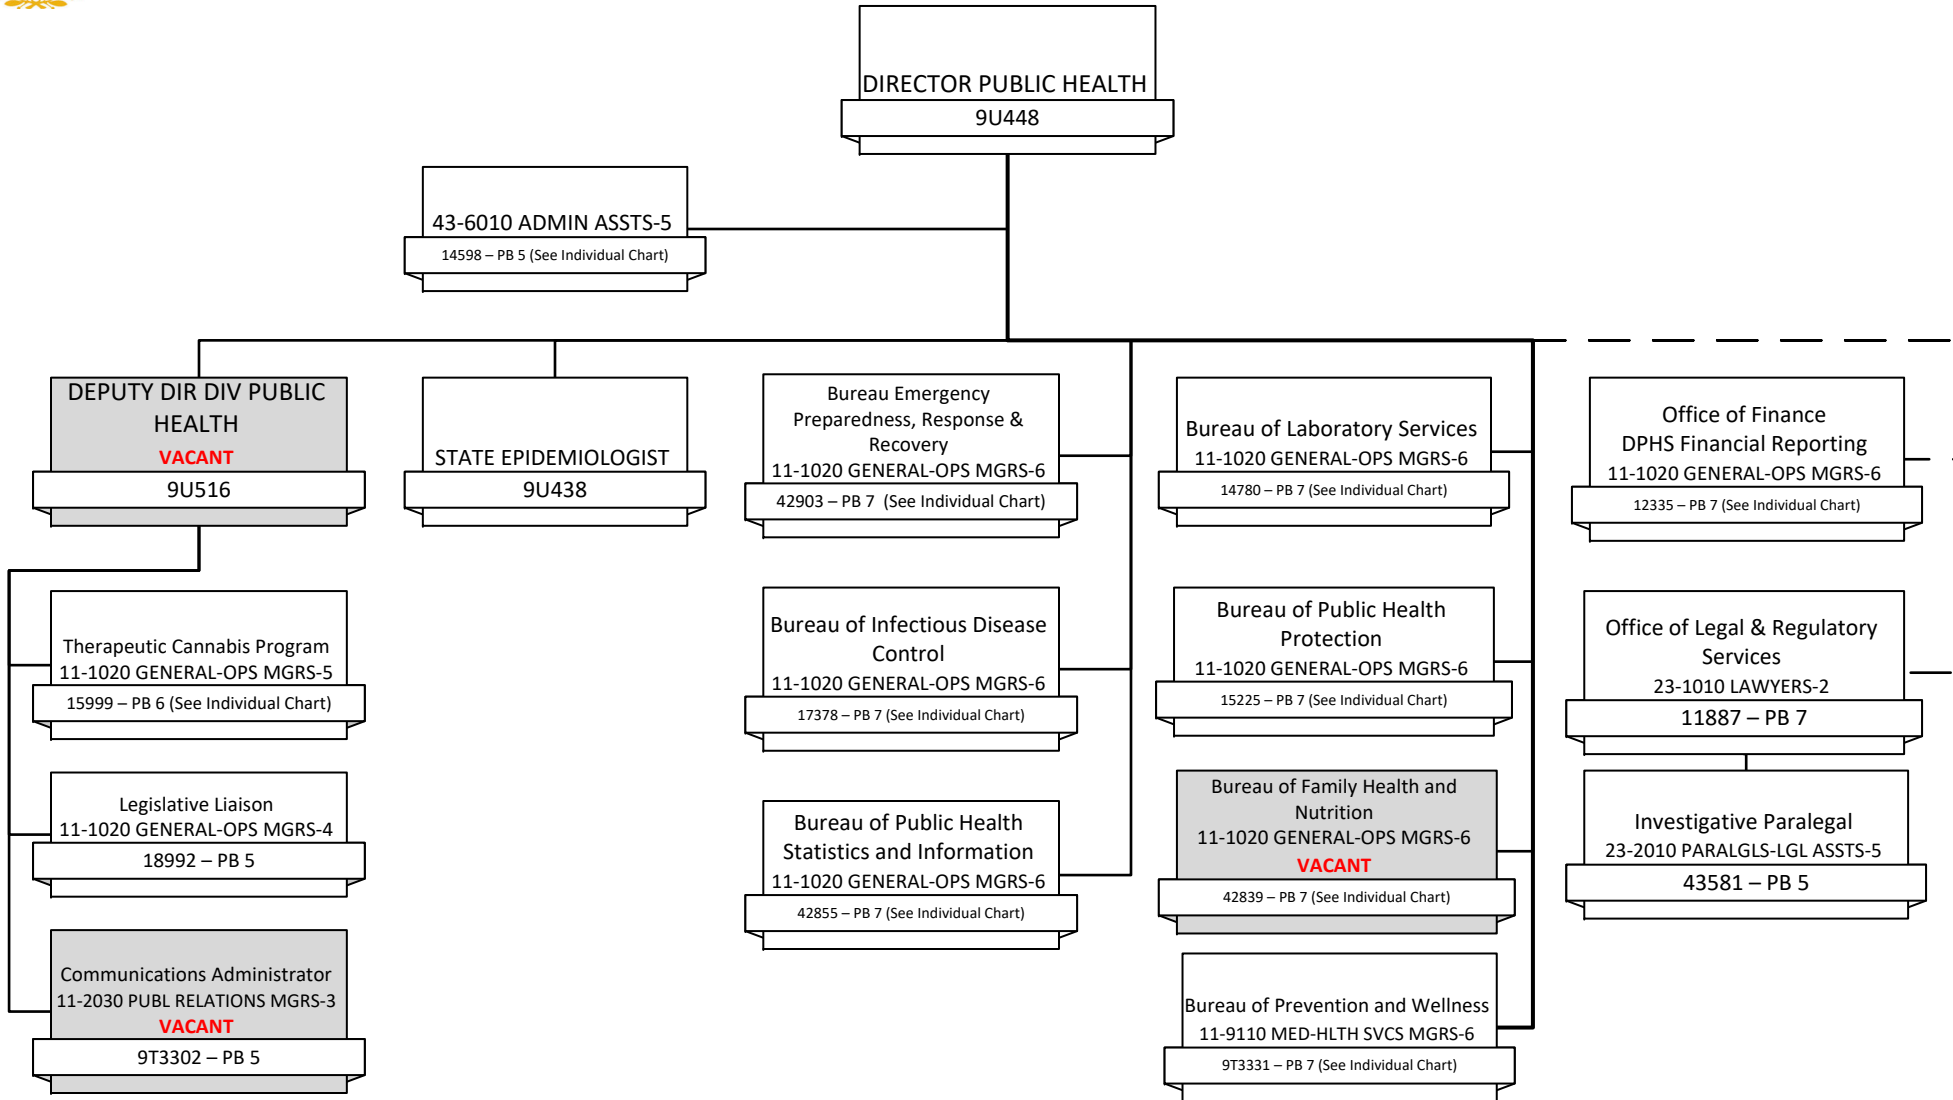 DIRECTOR PUBLIC HEALTH
9U448
43-6010 ADMIN ASSTS-5
14598 – PB 5 (See Individual Chart)
DEPUTY DIR DIV PUBLIC
HEALTH
VACANT
9U516
STATE EPIDEMIOLOGIST
9U438
Bureau Emergency
Preparedness, Response &
Recovery
11-1020 GENERAL-OPS MGRS-6
42903 – PB 7 (See Individual Chart)
Bureau of Laboratory Services
11-1020 GENERAL-OPS MGRS-6
14780 – PB 7 (See Individual Chart)
Office of Finance
DPHS Financial Reporting
11-1020 GENERAL-OPS MGRS-6
12335 – PB 7 (See Individual Chart)
Therapeutic Cannabis Program
11-1020 GENERAL-OPS MGRS-5
15999 – PB 6 (See Individual Chart)
Bureau of Infectious Disease
Control
11-1020 GENERAL-OPS MGRS-6
17378 – PB 7 (See Individual Chart)
Bureau of Public Health
Protection
11-1020 GENERAL-OPS MGRS-6
15225 – PB 7 (See Individual Chart)
Office of Legal & Regulatory
Services
23-1010 LAWYERS-2
11887 – PB 7
Legislative Liaison
11-1020 GENERAL-OPS MGRS-4
18992 – PB 5
Bureau of Public Health
Statistics and Information
11-1020 GENERAL-OPS MGRS-6
42855 – PB 7 (See Individual Chart)
Bureau of Family Health and
Nutrition
11-1020 GENERAL-OPS MGRS-6
VACANT
42839 – PB 7 (See Individual Chart)
Investigative Paralegal
23-2010 PARALGLS-LGL ASSTS-5
43581 – PB 5
Communications Administrator
11-2030 PUBL RELATIONS MGRS-3
VACANT
9T3302 – PB 5
Bureau of Prevention and Wellness
11-9110 MED-HLTH SVCS MGRS-6
9T3331 – PB 7 (See Individual Chart)